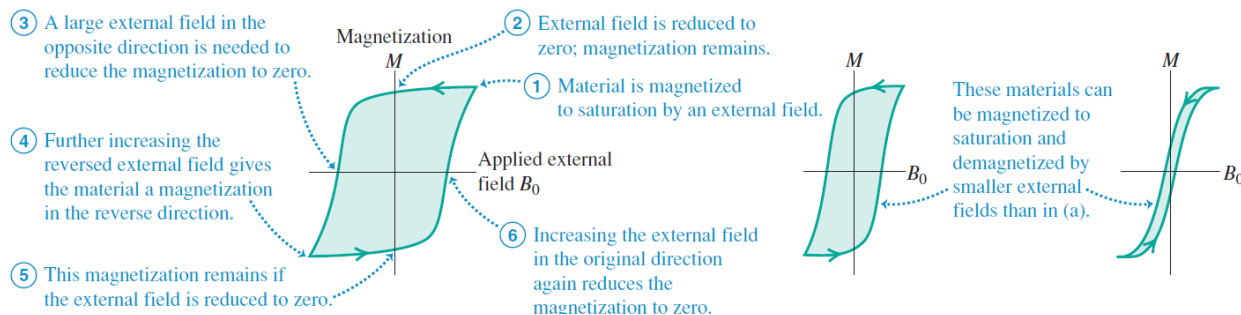 3 A large external field in the
opposite direction is needed to
reduce the magnetization to zero.
Magnetization
M
2 External field is reduced to
zero; magnetization remains.
1 Material is magnetized
to saturation by an external field.
4 Further increasing the
reversed external field gives
the material a magnetization
in the reverse direction.
Applied external
field B0
5 This magnetization remains if
the external field is reduced to zero.
6 Increasing the external field
in the original direction
again reduces the
magnetization to zero.
M
B0
These materials can
be magnetized to
saturation and
demagnetized by
smaller external
fields than in (a).
M
B0